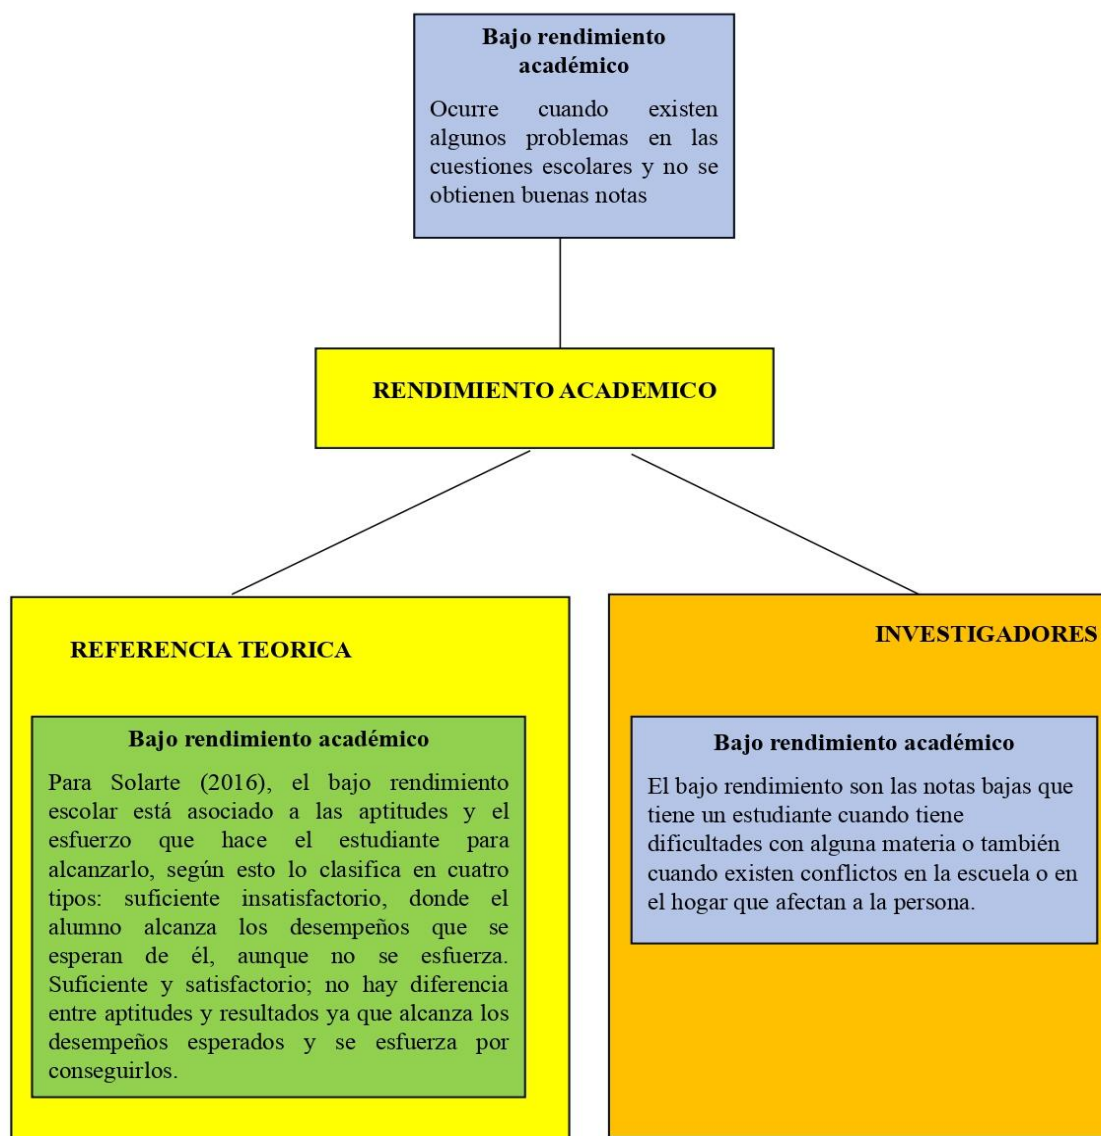 Bajo rendimiento
académico
Ocurre cuando existen
algunos problemas en las
cuestiones escolares y no se
obtienen buenas notas
RENDIMIENTO ACADEMICO
REFERENCIA TEORICA
Bajo rendimiento académico
Para Solarte (2016), el bajo rendimiento
escolar está asociado a las aptitudes y el
esfuerzo que hace el estudiante para
alcanzarlo, según esto lo clasifica en cuatro
tipos: suficiente insatisfactorio, donde el
alumno alcanza los desempeños que se
esperan de él, aunque no se esfuerza.
Suficiente y satisfactorio; no hay diferencia
entre aptitudes y resultados ya que alcanza los
desempeños esperados y se esfuerza por
conseguirlos.
INVESTIGADORES
Bajo rendimiento académico
El bajo rendimiento son las notas bajas que
tiene un estudiante cuando tiene
dificultades con alguna materia o también
cuando existen conflictos en la escuela o en
el hogar que afectan a la persona.